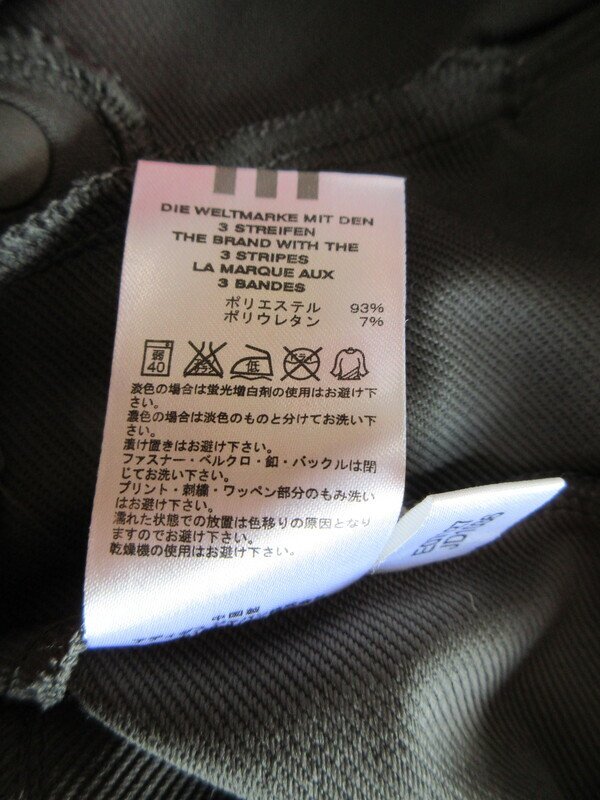 DIE WELTMARKE MIT DEN
3 STREIFEN
THE BRAND WITH THE
3 STRIPES
LA MARQUE AUX
3 BANDES
ポリエステル 93%
ポリウレタン 7%
弱 40 エンソサラシ 低 ドライ
淡色の場合は蛍光増白剤の使用はお避け下
さい。
濃色の場合は淡色のものと分けてお洗い下
さい。
漬け置きはお避け下さい。
ファスナー・ベルクロ・釦・バックルは閉
じてお洗い下さい。
プリント・刺繍・ワッペン部分のもみ洗い
はお避け下さい。
濡れた状態での放置は色移りの原因となり
ますのでお避け下さい。
乾燥機の使用はお避け下さい。
中国製